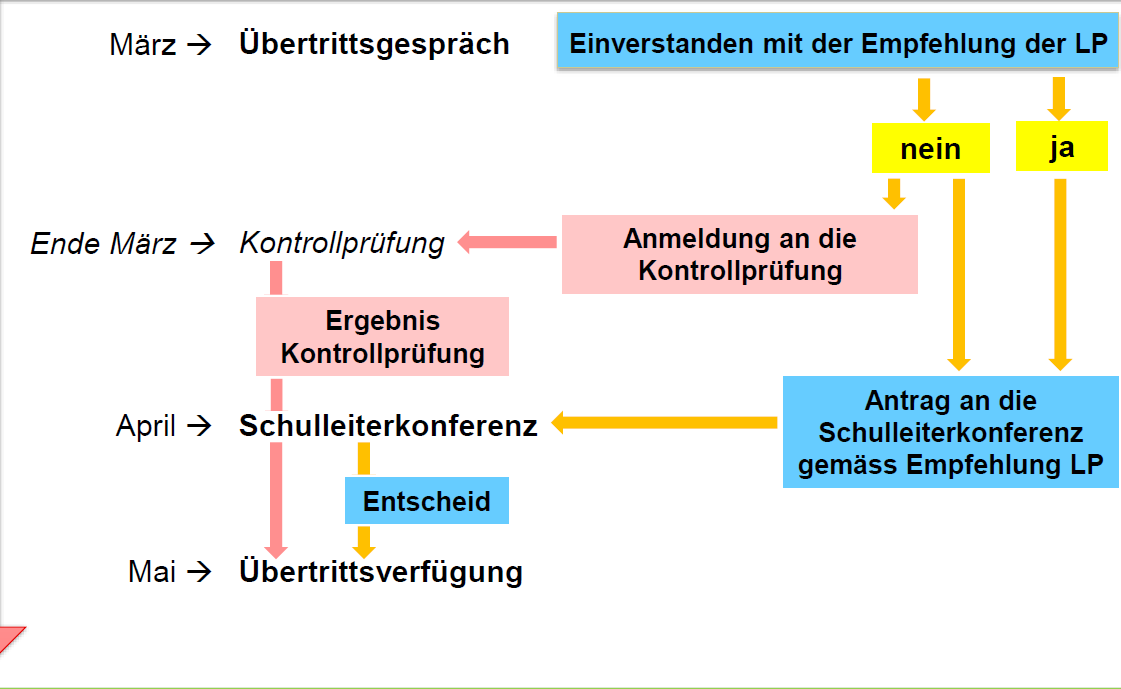 März → Übertrittsgespräch
Einverstanden mit der Empfehlung der LP
nein
ja
Ende März → Kontrollprüfung
Anmeldung an die
Kontrollprüfung
Ergebnis
Kontrollprüfung
April → Schulleiterkonferenz
Antrag an die
Schulleiterkonferenz
gemäss Empfehlung LP
Entscheid
Mai → Übertrittsverfügung